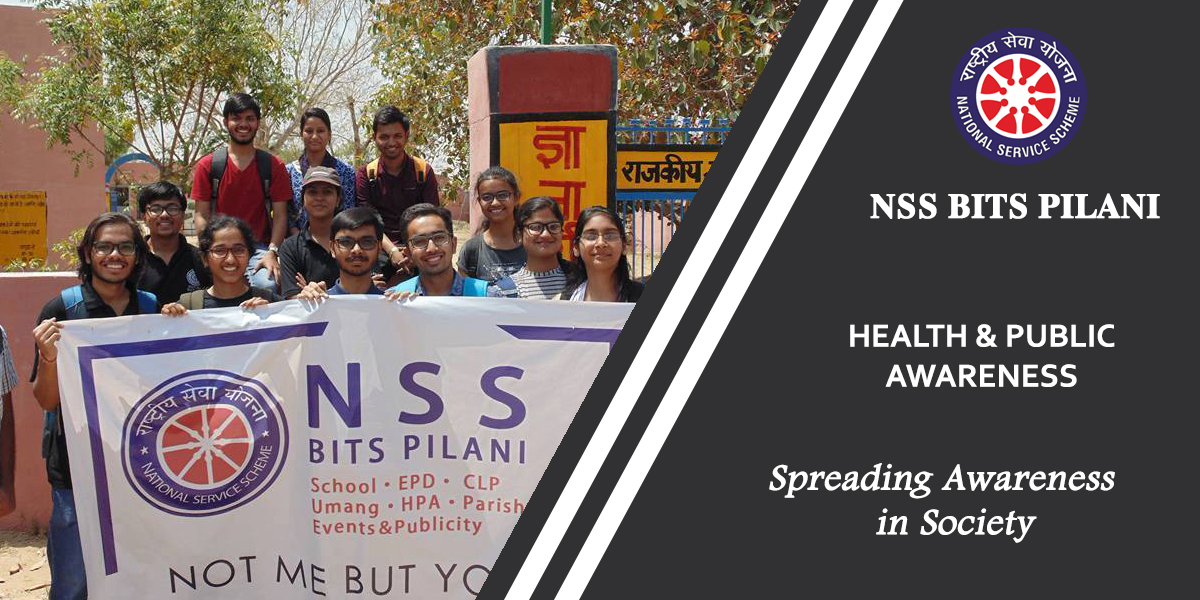 ज्ञा
ना
राजकीय
राष्ट्रीय सेवा योजना
NATIONAL SERVICE SCHEME
NSS
BITS PILANI
School • EPD • CLP
Umang • HPA • Parish
Events&Publicity
NOT ME BUT YO
राष्ट्रीय सेवा योजना
NATIONAL SERVICE SCHEME
NSS BITS PILANI
HEALTH & PUBLIC
AWARENESS
Spreading Awareness
in Society